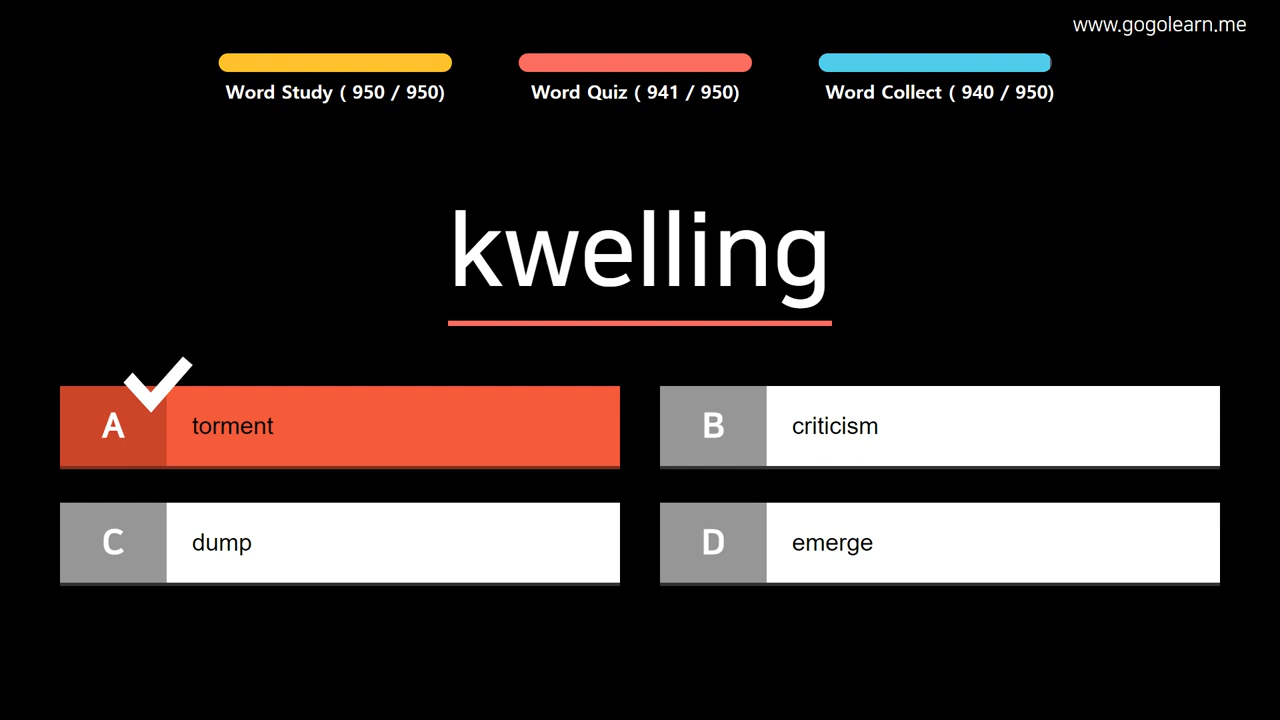 www.gogolearn.me
Word Study ( 950 / 950)
Word Quiz ( 941 / 950)
Word Collect ( 940 / 950)
kwelling
A torment
B criticism
C dump
D emerge